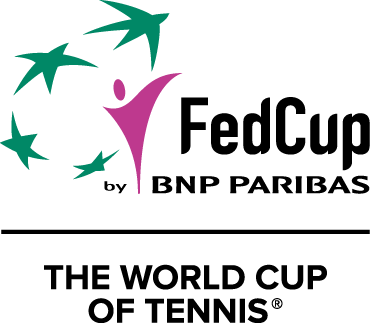 FedCup
by BNP PARIBAS
THE WORLD CUP
OF TENNIS®